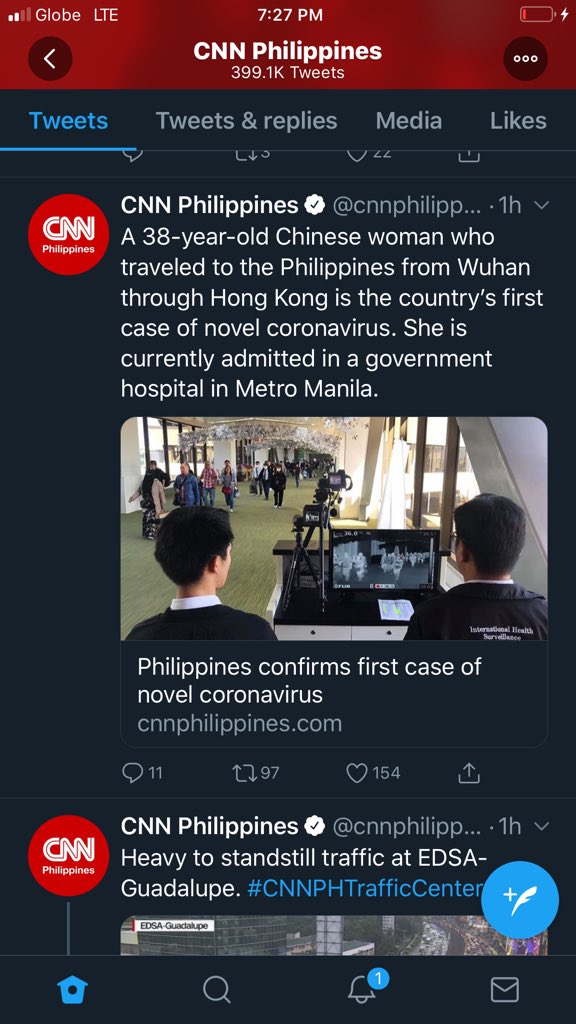 Globe LTE 7:27 PM
CNN Philippines
399.1K Tweets
Tweets Tweets & replies Media Likes
3 22
CNN Philippines @cnnphilipp... · 1h
CNN
Philippines
A 38-year-old Chinese woman who
traveled to the Philippines from Wuhan
through Hong Kong is the country's first
case of novel coronavirus. She is
currently admitted in a government
hospital in Metro Manila.
36.0
International Health
Surveillance
Philippines confirms first case of
novel coronavirus
cnnphilippines.com
11 97 154
CNN Philippines @cnnphilipp... · 1h
CNN
Philippines
Heavy to standstill traffic at EDSA-
Guadalupe. #CNNPHTrafficCenter
EDSA-Guadalupe
1